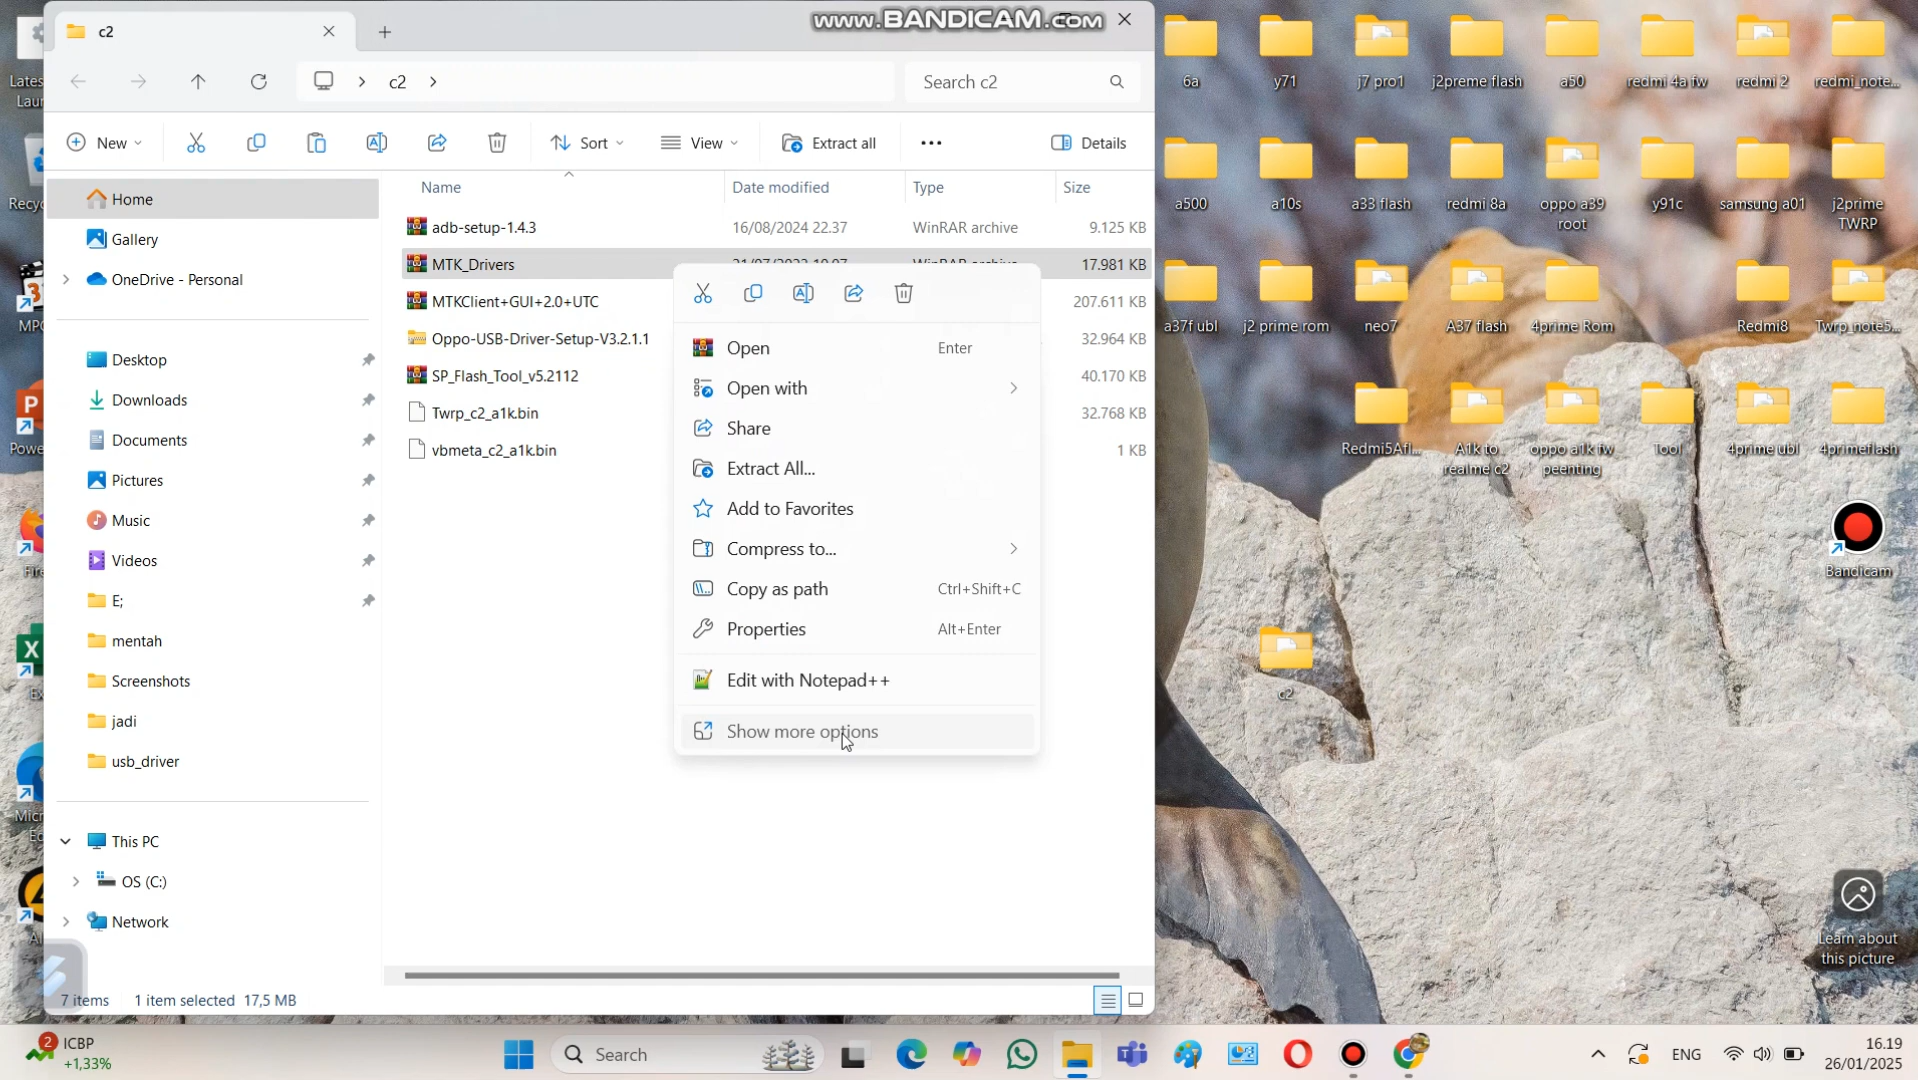 c2
www.BANDICAM.com
c2
Search c2
New
Sort
View
Extract all
Details
Home
Gallery
OneDrive - Personal
Desktop
Downloads
Documents
Pictures
Music
Videos
E;
mentah
Screenshots
jadi
usb_driver
This PC
OS (C:)
Network
Name
Date modified
Type
Size
adb-setup-1.4.3
16/08/2024 22.37
WinRAR archive
9.125 KB
MTK_Drivers
17.981 KB
MTKClient+GUI+2.0+UTC
207.611 KB
Oppo-USB-Driver-Setup-V3.2.1.1
32.964 KB
SP_Flash_Tool_v5.2112
40.170 KB
Twrp_c2_a1k.bin
32.768 KB
vbmeta_c2_a1k.bin
1 KB
Open
Enter
Open with
Share
Extract All...
Add to Favorites
Compress to...
Copy as path
Ctrl+Shift+C
Properties
Alt+Enter
Edit with Notepad++
Show more options
7 items
1 item selected 17,5 MB
6a
y71
j7 pro1
j2preme flash
a50
redmi 4a fw
redmi 2
redmi_note...
a500
a10s
a33 flash
redmi 8a
oppo a39
root
y91c
samsung a01
j2prime
TWRP
a37f ubl
j2 prime rom
neo7
A37 flash
4prime Rom
Redmi8
Twrp_note5...
Redmi5Afl...
A1k to
realme c2
oppo a1k fw
peenting
Tool
4prime ubl
4primeflash
Bandicam
c2
Learn about
this picture
ICBP
+1,33%
2
Search
ENG
16.19
26/01/2025